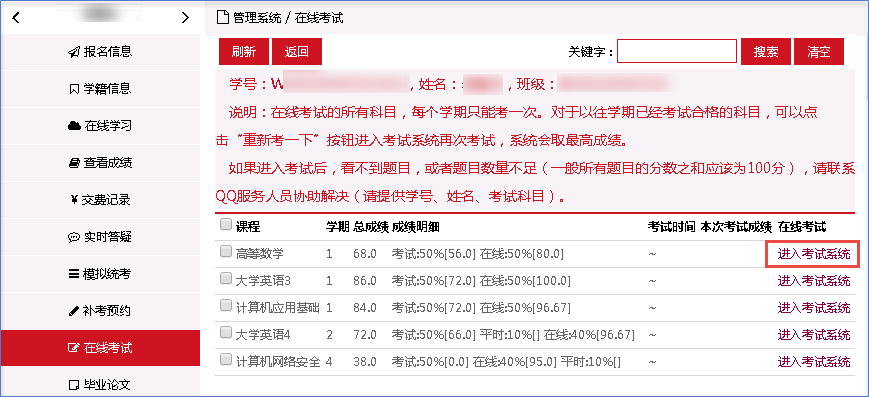 管理系统 / 在线考试
报名信息
学籍信息
在线学习
查看成绩
交费记录
实时答疑
模拟统考
补考预约
在线考试
毕业论文
刷新 返回 关键字： 搜索 清空
学号：W ，姓名： ，班级：
说明：在线考试的所有科目，每个学期只能考一次。对于以往学期已经考试合格的科目，可以点
击“重新考一下”按钮进入考试系统再次考试，系统会取最高成绩。
如果进入考试后，看不到题目，或者题目数量不足（一般所有题目的分数之和应该为100分），请联系
QQ服务人员协助解决（请提供学号、姓名、考试科目）。
课程 学期 总成绩 成绩明细 考试时间 本次考试成绩 在线考试
高等数学 1 68.0 考试:50%[56.0] 在线:50%[80.0] ~ 进入考试系统
大学英语3 1 86.0 考试:50%[72.0] 在线:50%[100.0] ~ 进入考试系统
计算机应用基础 1 84.0 考试:50%[72.0] 在线:50%[96.67] ~ 进入考试系统
大学英语4 2 72.0 考试:50%[66.0] 平时:10%[] 在线:40%[96.67] ~ 进入考试系统
计算机网络安全 4 38.0 考试:50%[0.0] 在线:40%[95.0] 平时:10%[] ~ 进入考试系统